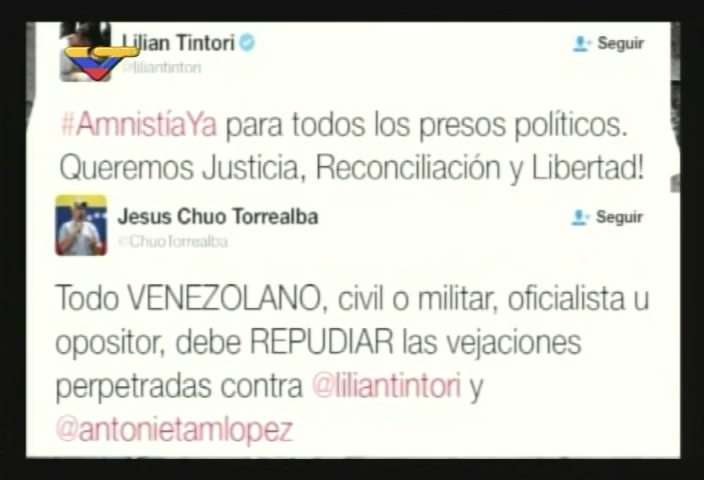 Lilian Tintori
@liliantintori
Seguir
#AmnistíaYa para todos los presos políticos.
Queremos Justicia, Reconciliación y Libertad!
Jesus Chuo Torrealba
@ChuoTorrealba
Seguir
Todo VENEZOLANO, civil o militar, oficialista u
opositor, debe REPUDIAR las vejaciones
perpetradas contra @liliantintori y
@antonietamlopez